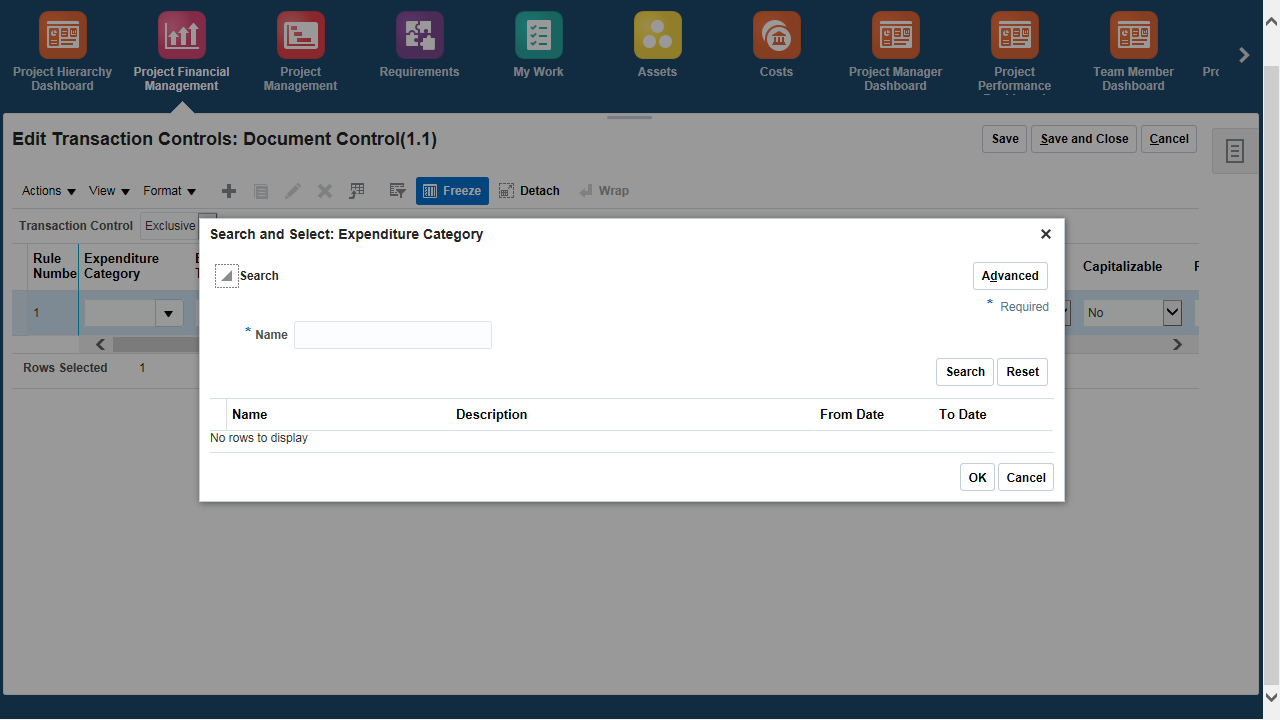 Project Hierarchy
Dashboard
Project Financial
Management
Project
Management
Requirements
My Work
Assets
Costs
Project Manager
Dashboard
Project
Performance
Team Member
Dashboard
Edit Transaction Controls: Document Control(1.1)
Save
Save and Close
Cancel
Actions
View
Format
Freeze
Detach
Wrap
Transaction Control
Exclusive
Rule
Numbe
Expenditure
Category
Capitalizable
1
No
Rows Selected
1
Search and Select: Expenditure Category
Search
Advanced
* Required
* Name
Search
Reset
Name
Description
From Date
To Date
No rows to display
OK
Cancel